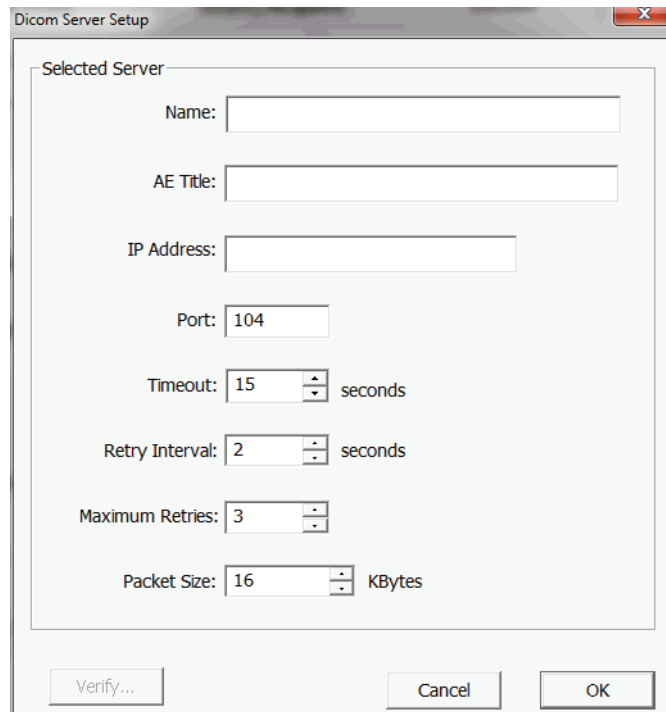 Dicom Server Setup
Selected Server
Name:
AE Title:
IP Address:
Port: 104
Timeout: 15 seconds
Retry Interval: 2 seconds
Maximum Retries: 3
Packet Size: 16 KBytes
Verify... Cancel OK